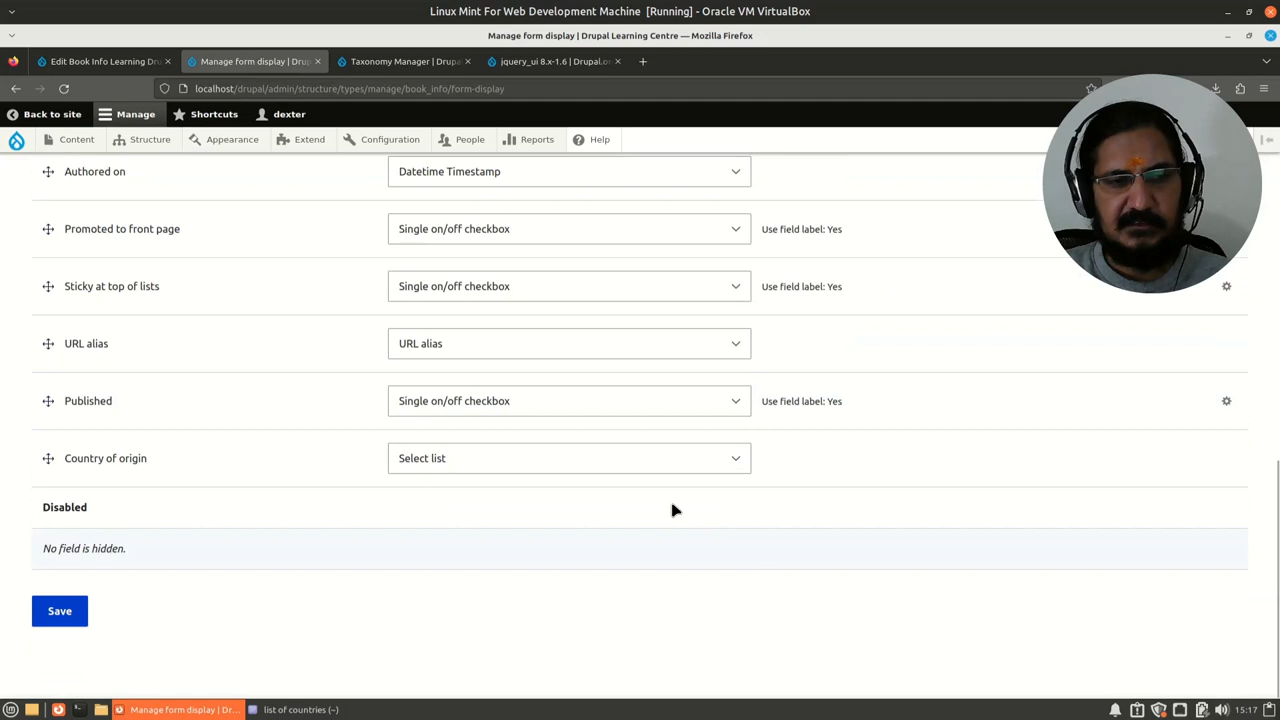 Linux Mint For Web Development Machine [Running] - Oracle VM VirtualBox
Manage form display | Drupal Learning Centre — Mozilla Firefox
Edit Book Info Learning Dru
Manage form display | Dru
Taxonomy Manager | Drupal
jquery_ui 8.x-1.6 | Drupal.or
localhost/drupal/admin/structure/types/manage/book_info/form-display
Back to site
Manage
Shortcuts
dexter
Content
Structure
Appearance
Extend
Configuration
People
Reports
Help
Authored on
Datetime Timestamp
Promoted to front page
Single on/off checkbox
Use field label: Yes
Sticky at top of lists
Single on/off checkbox
Use field label: Yes
URL alias
URL alias
Published
Single on/off checkbox
Use field label: Yes
Country of origin
Select list
Disabled
No field is hidden.
Save
Manage form display | Dr...
list of countries (~)
15:17